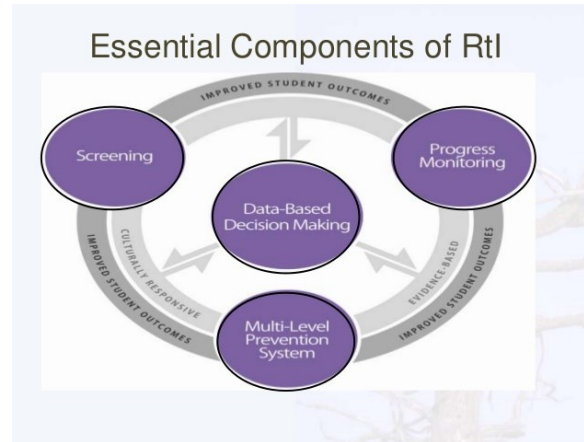 Essential Components of RtI
IMPROVED STUDENT OUTCOMES
Screening
Progress
Monitoring
Data-Based
Decision Making
CULTURALLY RESPONSIVE
EVIDENCE-BASED
IMPROVED STUDENT OUTCOMES
IMPROVED STUDENT OUTCOMES
Multi-Level
Prevention
System